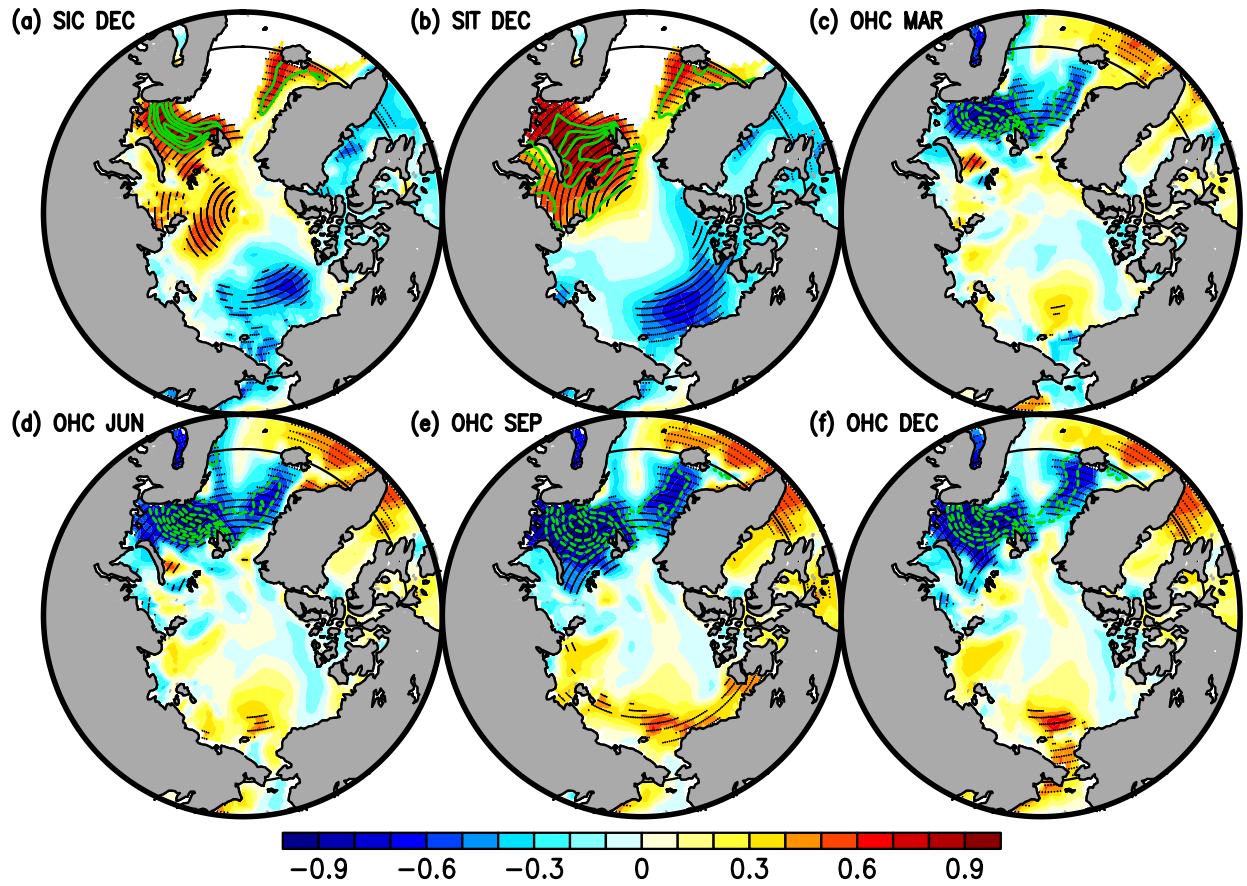 (a) SIC DEC
(b) SIT DEC
(c) OHC MAR
(d) OHC JUN
(e) OHC SEP
(f) OHC DEC
−0.9 −0.6 −0.3 0 0.3 0.6 0.9